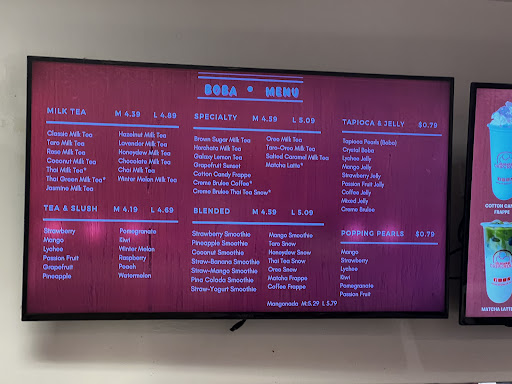 BOBA • MENU
MILK TEA M 4.39 L 4.89
Classic Milk Tea
Taro Milk Tea
Rose Milk Tea
Coconut Milk Tea
Thai Milk Tea*
Thai Green Milk Tea*
Jasmine Milk Tea
Hazelnut Milk Tea
Lavender Milk Tea
Honeydew Milk Tea
Chocolate Milk Tea
Chai Milk Tea
Winter Melon Milk Tea
TEA & SLUSH M 4.19 L 4.69
Strawberry
Mango
Lychee
Passion Fruit
Grapefruit
Pineapple
Pomegranate
Kiwi
Winter Melon
Raspberry
Peach
Watermelon
SPECIALTY M 4.59 L 5.09
Brown Sugar Milk Tea
Horchata Milk Tea
Galaxy Lemon Tea
Grapefruit Sunset
Cotton Candy Frappe
Creme Brulee Coffee*
Creme Brulee Thai Tea Snow*
Oreo Milk Tea
Taro-Oreo Milk Tea
Salted Caramel Milk Tea
Matcha Latte*
BLENDED M 4.59 L 5.09
Strawberry Smoothie
Pineapple Smoothie
Coconut Smoothie
Straw-Banana Smoothie
Straw-Mango Smoothie
Pina Colada Smoothie
Straw-Yogurt Smoothie
Mango Smoothie
Taro Snow
Honeydew Snow
Thai Tea Snow
Oreo Snow
Matcha Frappe
Coffee Frappe
Mangonada M:5.29 L 5.79
TAPIOCA & JELLY $0.79
Tapioca Pearls (Boba)
Crystal Boba
Lychee Jelly
Mango Jelly
Strawberry Jelly
Passion Fruit Jelly
Coffee Jelly
Mixed Jelly
Creme Brulee
POPPING PEARLS $0.79
Mango
Strawberry
Lychee
Kiwi
Pomegranate
Passion Fruit
COTTON CAN
FRAPPE
MATCHA LATTE